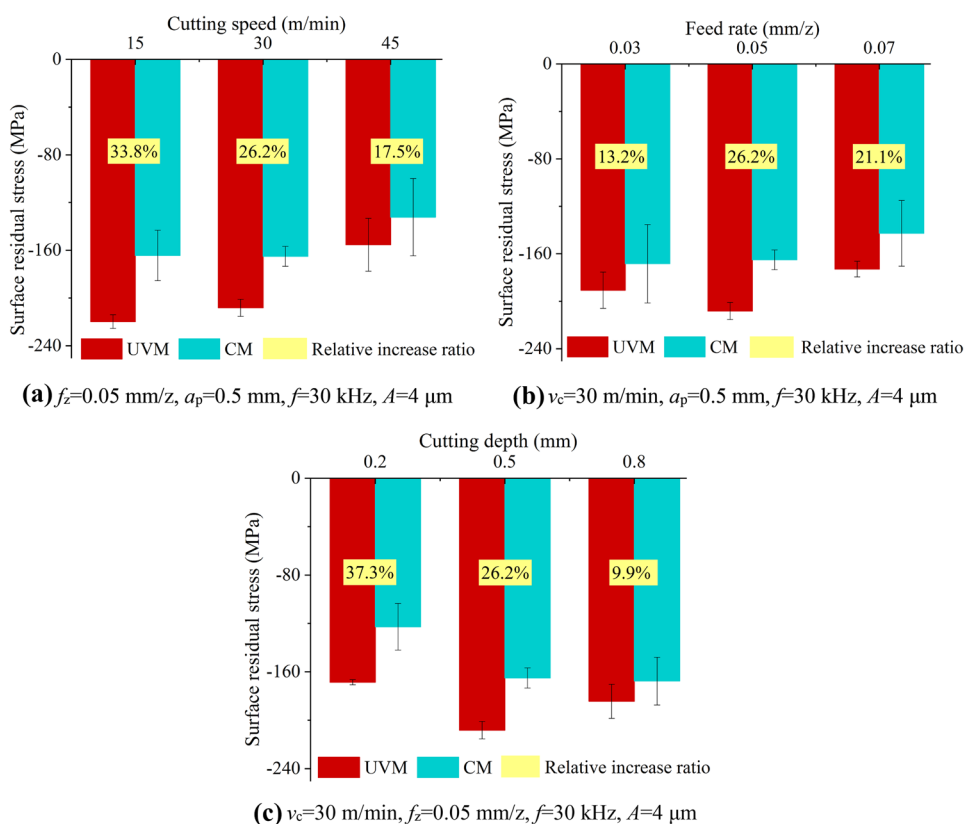 Cutting speed (m/min)
15 30 45
Surface residual stress (MPa)
0
-80
-160
-240
33.8% 26.2% 17.5%
UVM CM Relative increase ratio
(a) fz=0.05 mm/z, ap=0.5 mm, f=30 kHz, A=4 μm
Feed rate (mm/z)
0.03 0.05 0.07
Surface residual stress (MPa)
0
-80
-160
-240
13.2% 26.2% 21.1%
UVM CM Relative increase ratio
(b) vc=30 m/min, ap=0.5 mm, f=30 kHz, A=4 μm
Cutting depth (mm)
0.2 0.5 0.8
Surface residual stress (MPa)
0
-80
-160
-240
37.3% 26.2% 9.9%
UVM CM Relative increase ratio
(c) vc=30 m/min, fz=0.05 mm/z, f=30 kHz, A=4 μm